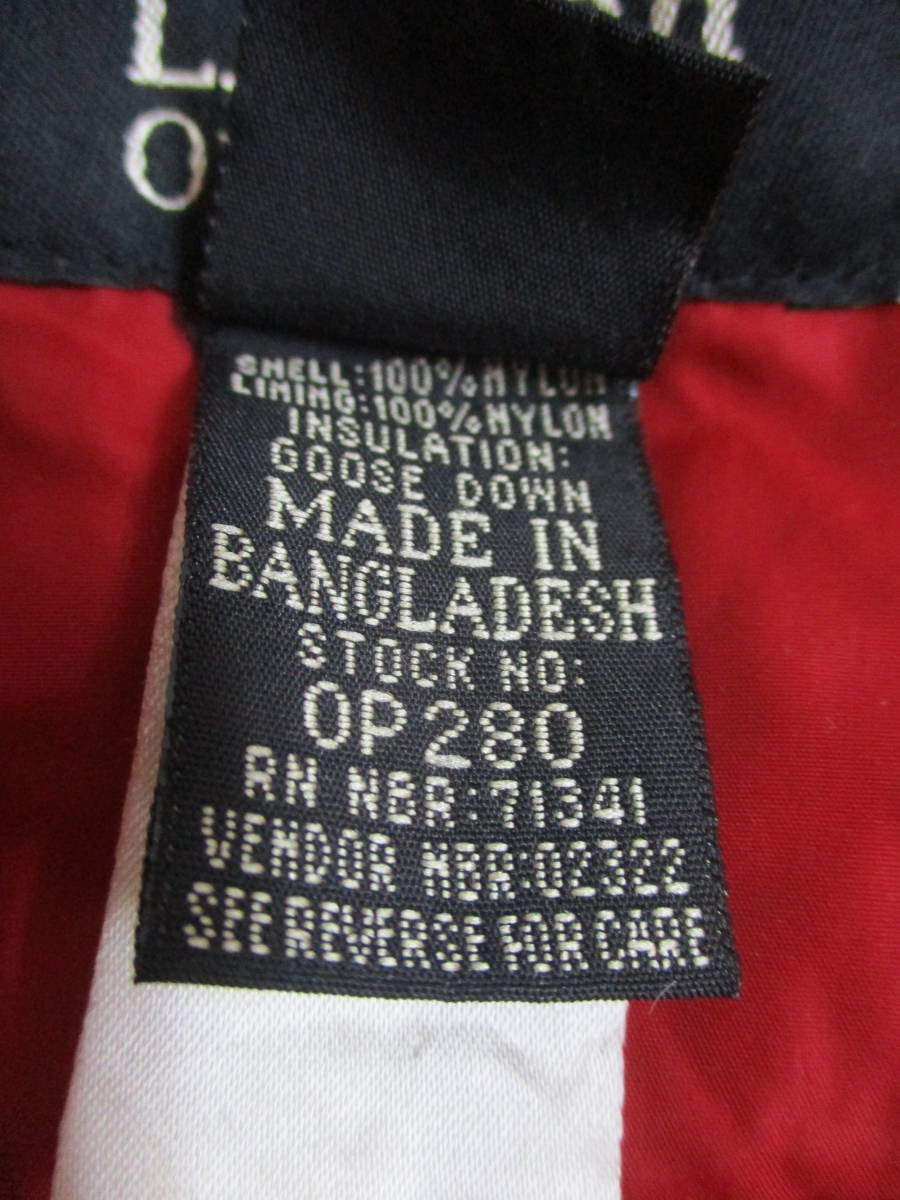 SHELL:100%NYLON
LINING:100%NYLON
INSULATION:
GOOSE DOWN
MADE IN
BANGLADESH
STOCK NO:
OP280
RN NBR:71341
VENDOR NBR:02322
SEE REVERSE FOR CARE